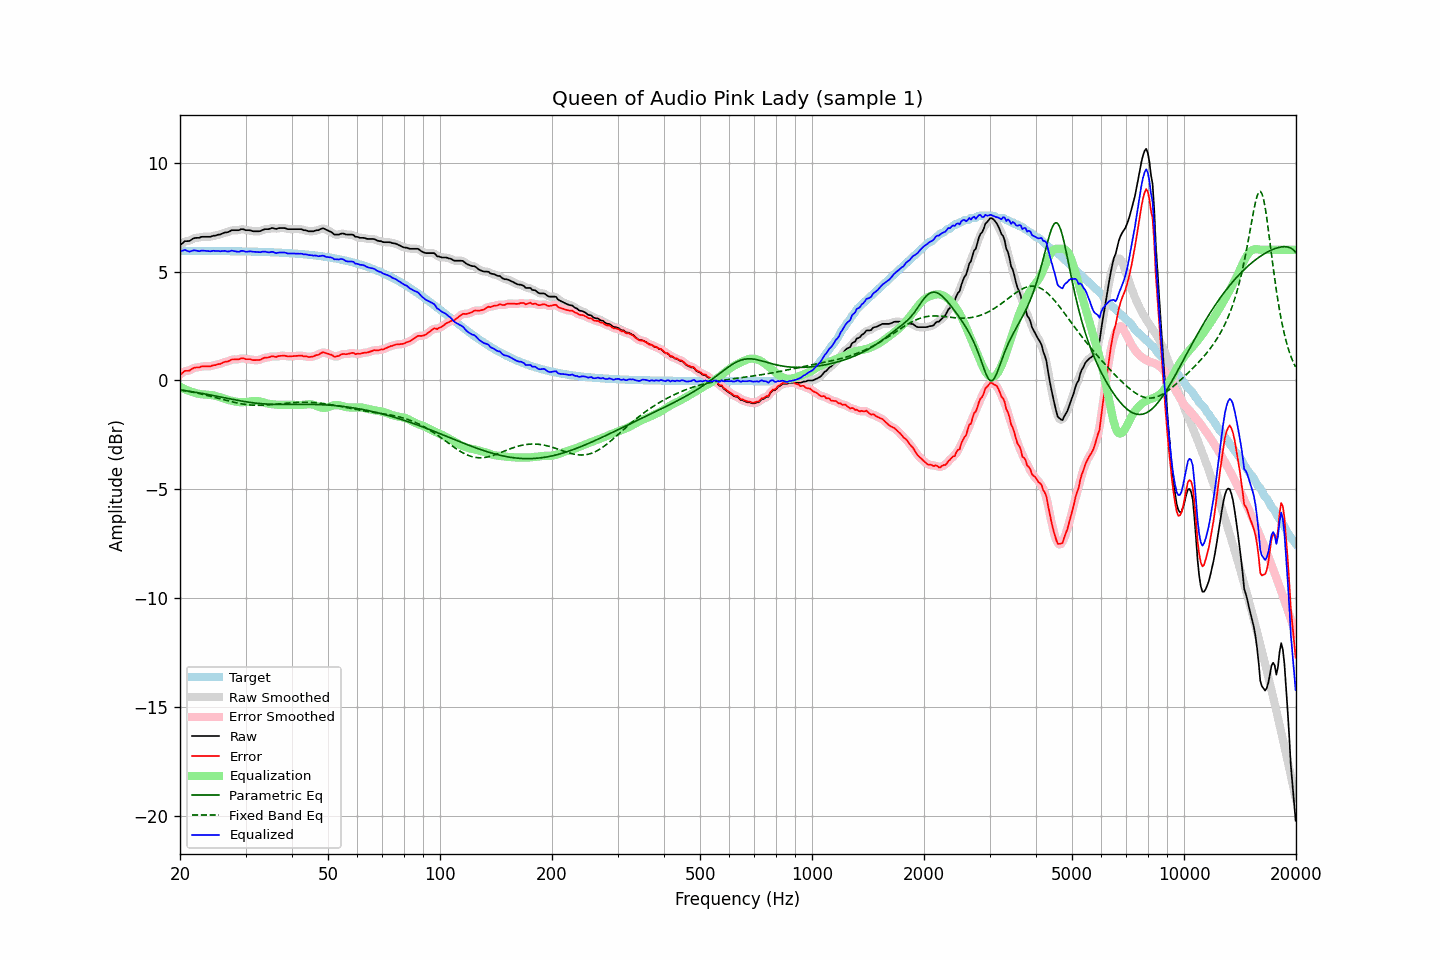 Queen of Audio Pink Lady (sample 1)
10
5
0
−5
−10
−15
−20
Amplitude (dBr)
Target
Raw Smoothed
Error Smoothed
Raw
Error
Equalization
Parametric Eq
Fixed Band Eq
Equalized
20 50 100 200 500 1000 2000 5000 10000 20000
Frequency (Hz)